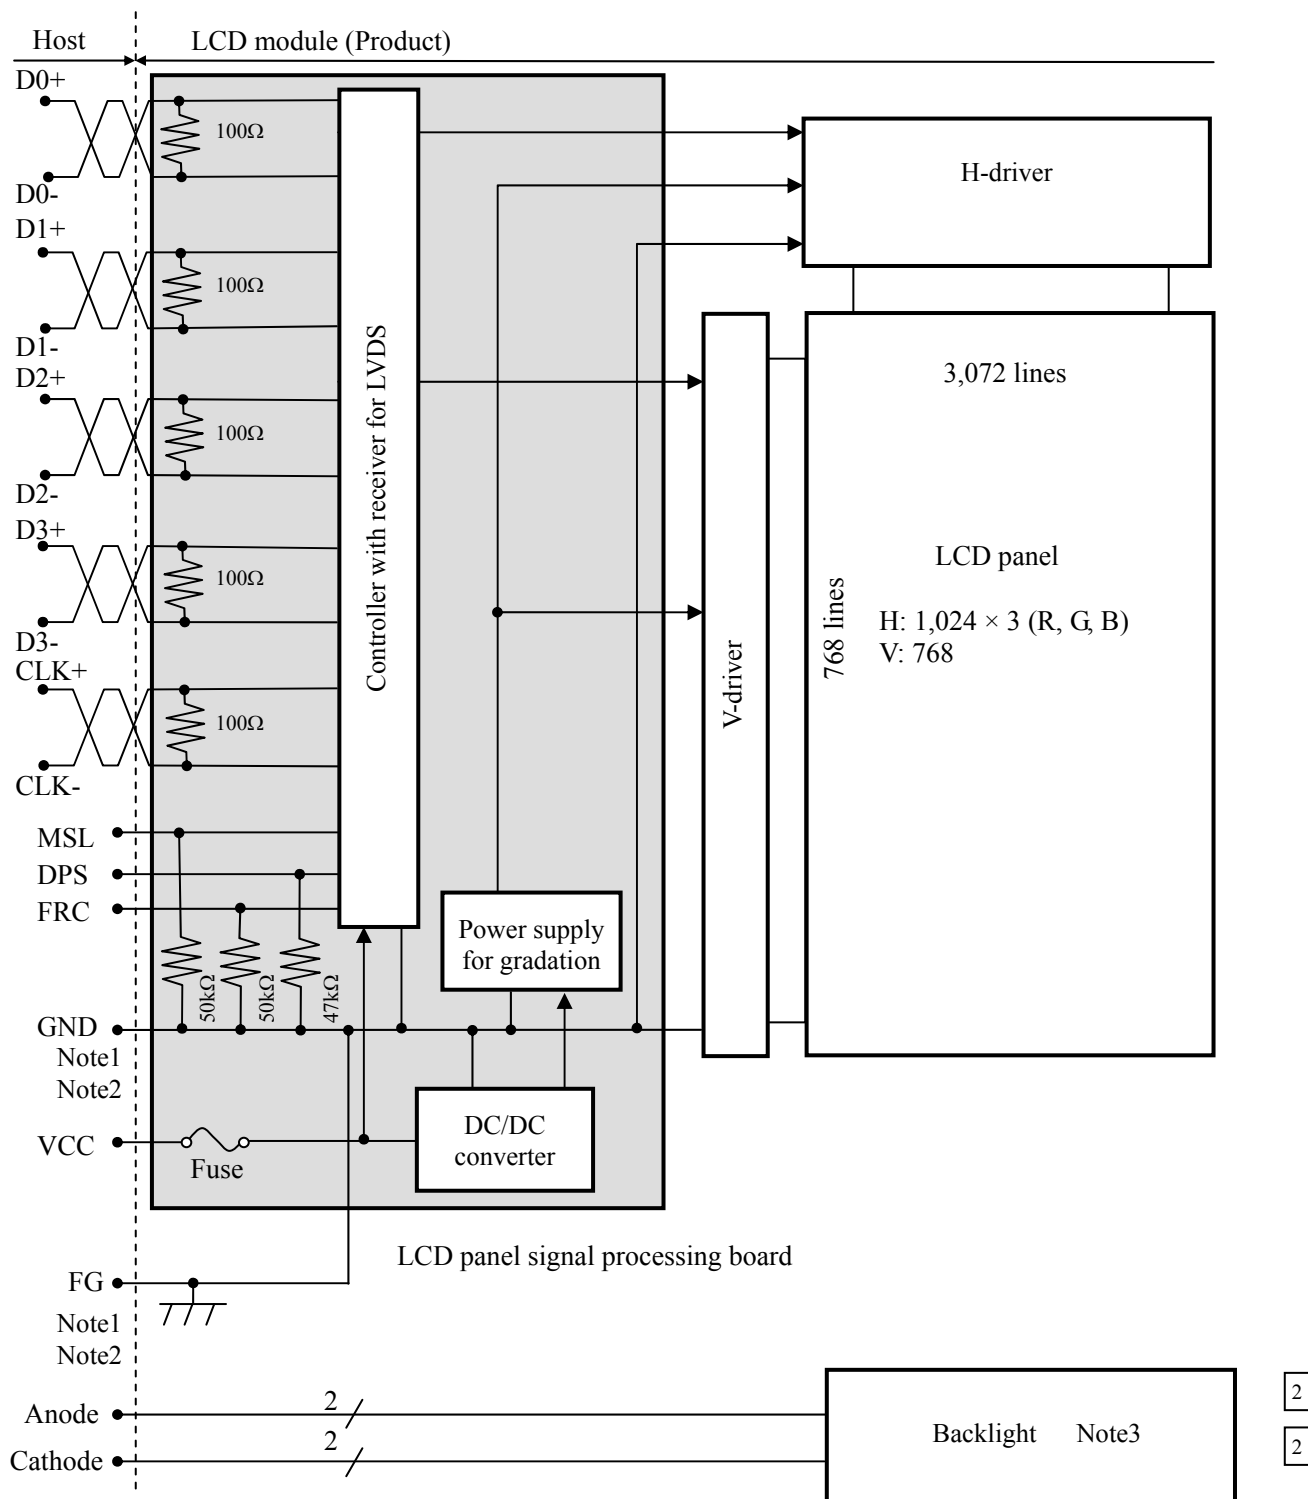 Host
LCD module (Product)
D0+
100Ω
D0-
H-driver
D1+
100Ω
D1-
D2+
100Ω
D2-
D3+
100Ω
D3-
CLK+
100Ω
CLK-
Controller with receiver for LVDS
3,072 lines
768 lines
LCD panel
H: 1,024 × 3 (R, G, B)
V: 768
V-driver
MSL
DPS
FRC
50kΩ
50kΩ
47kΩ
Power supply
for gradation
GND
Note1
Note2
VCC
Fuse
DC/DC
converter
LCD panel signal processing board
FG
Note1
Note2
Anode
2
Cathode
2
Backlight Note3
2
2